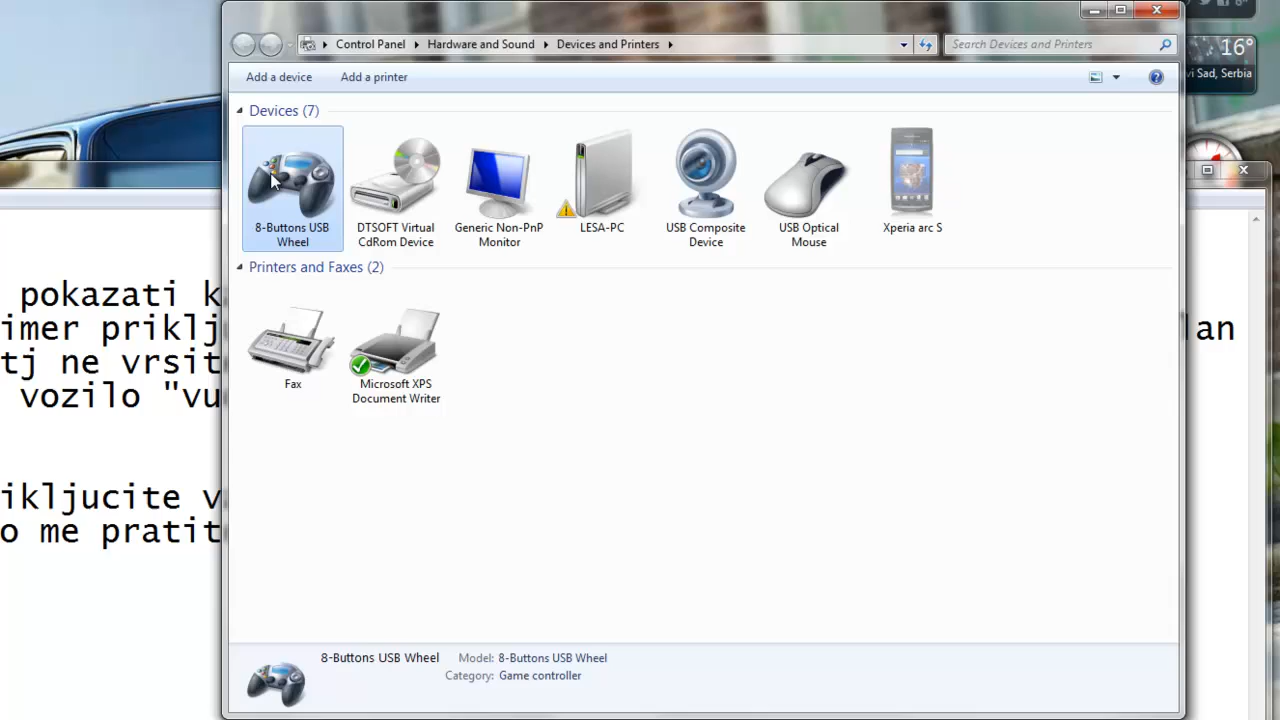 16°
vi Sad, Serbia
Control Panel
Hardware and Sound
Devices and Printers
Search Devices and Printers
Add a device
Add a printer
Devices (7)
8-Buttons USB
Wheel
DTSOFT Virtual
CdRom Device
Generic Non-PnP
Monitor
LESA-PC
USB Composite
Device
USB Optical
Mouse
Xperia arc S
Printers and Faxes (2)
Fax
Microsoft XPS
Document Writer
pokazati k
imer priklj
lan
tj ne vrsit
vozilo "vu
ikljucite v
o me pratit
8-Buttons USB Wheel
Model: 8-Buttons USB Wheel
Category: Game controller